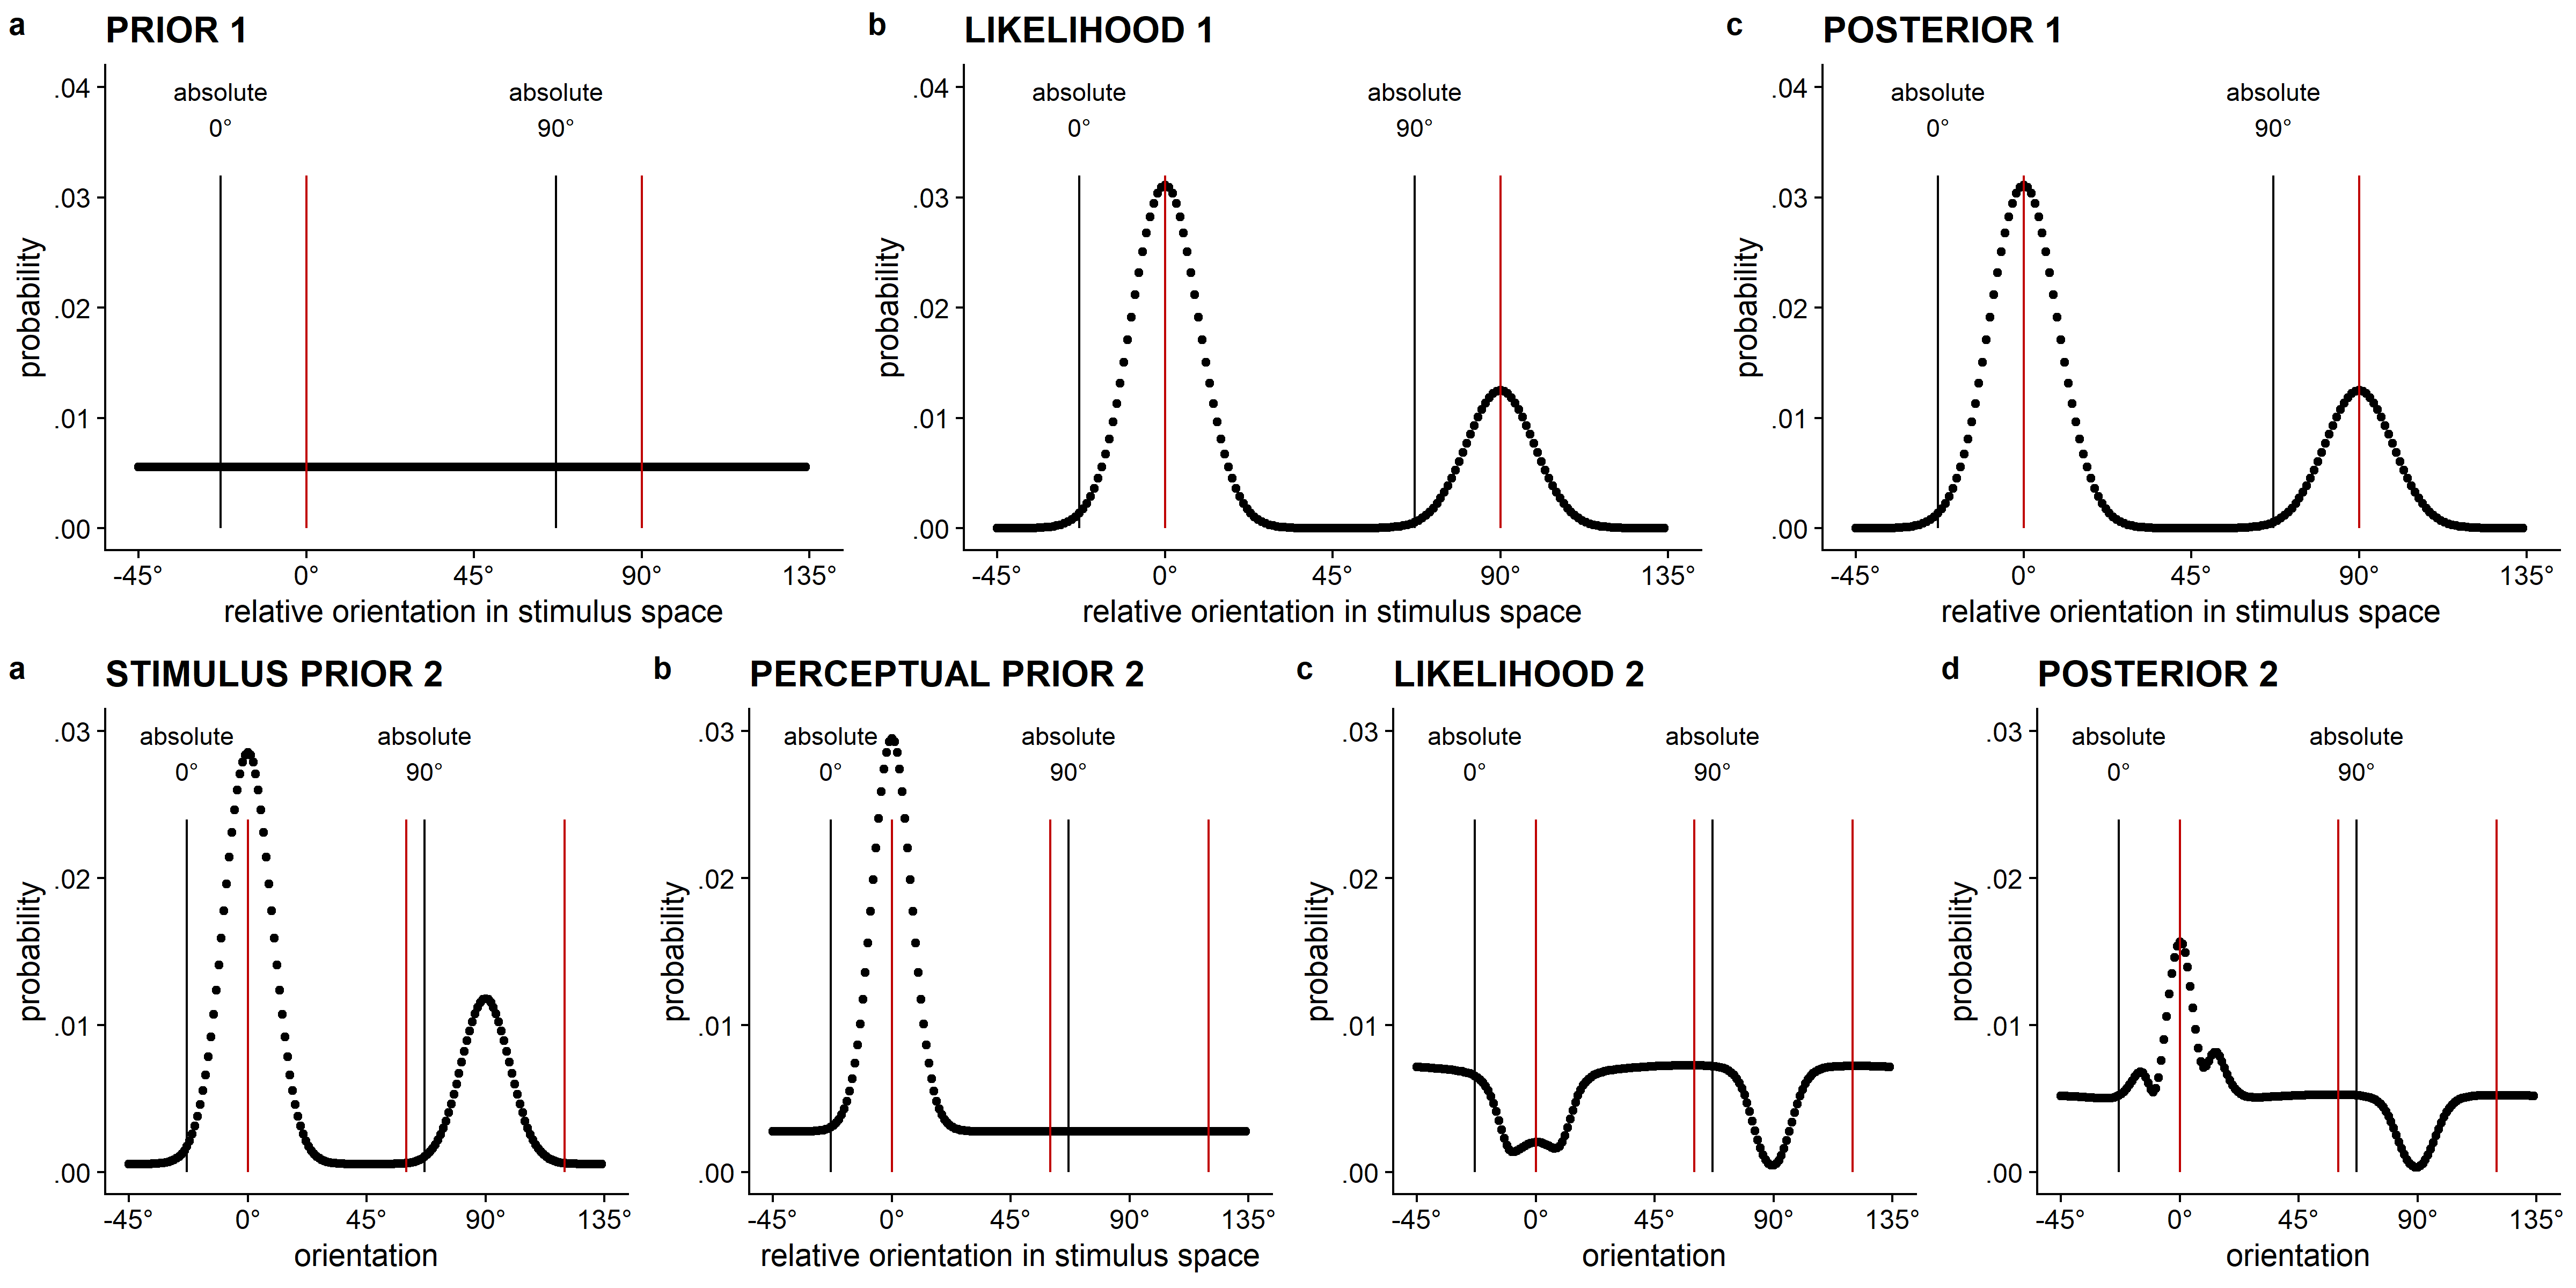 a PRIOR 1
.04
.03
.02
.01
.00
absolute 0°
absolute 90°
probability
-45° 0° 45° 90° 135°
relative orientation in stimulus space
b LIKELIHOOD 1
.04
.03
.02
.01
.00
absolute 0°
absolute 90°
probability
-45° 0° 45° 90° 135°
relative orientation in stimulus space
c POSTERIOR 1
.04
.03
.02
.01
.00
absolute 0°
absolute 90°
probability
-45° 0° 45° 90° 135°
relative orientation in stimulus space
a STIMULUS PRIOR 2
.03
.02
.01
.00
absolute 0°
absolute 90°
probability
-45° 0° 45° 90° 135°
orientation
b PERCEPTUAL PRIOR 2
.03
.02
.01
.00
absolute 0°
absolute 90°
probability
-45° 0° 45° 90° 135°
relative orientation in stimulus space
c LIKELIHOOD 2
.03
.02
.01
.00
absolute 0°
absolute 90°
probability
-45° 0° 45° 90° 135°
orientation
d POSTERIOR 2
.03
.02
.01
.00
absolute 0°
absolute 90°
probability
-45° 0° 45° 90° 135°
orientation